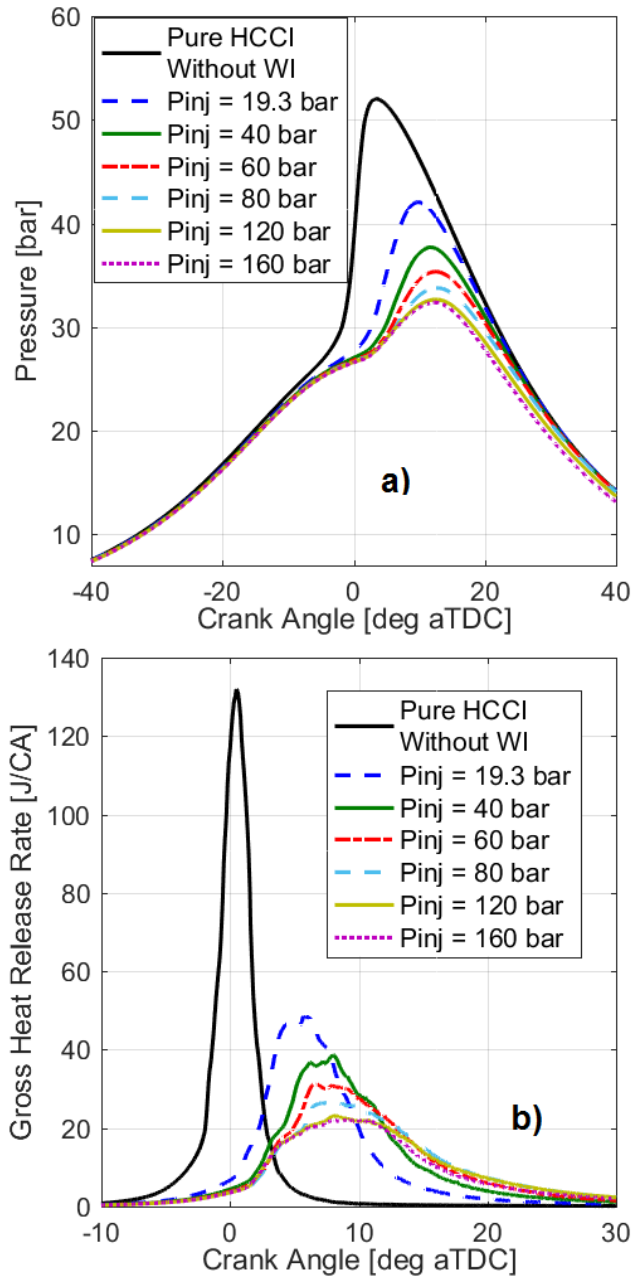 60
50
40
30
20
10
Pressure [bar]
Pure HCCI
Without WI
Pinj = 19.3 bar
Pinj = 40 bar
Pinj = 60 bar
Pinj = 80 bar
Pinj = 120 bar
Pinj = 160 bar
a)
-40 -20 0 20 40
Crank Angle [deg aTDC]
140
120
100
80
60
40
20
0
Gross Heat Release Rate [J/CA]
Pure HCCI
Without WI
Pinj = 19.3 bar
Pinj = 40 bar
Pinj = 60 bar
Pinj = 80 bar
Pinj = 120 bar
Pinj = 160 bar
b)
-10 0 10 20 30
Crank Angle [deg aTDC]